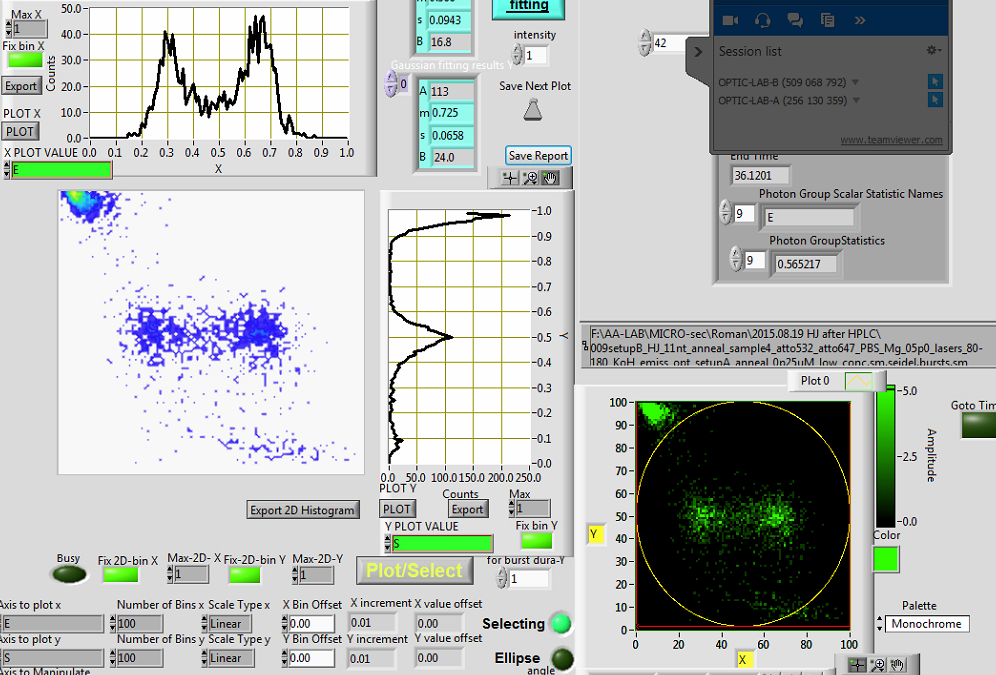 Max X
1
Fix bin X
Export
PLOT X
PLOT
X PLOT VALUE
E
50.0
40.0
30.0
20.0
10.0
0.0
Counts
0.0 0.1 0.2 0.3 0.4 0.5 0.6 0.7 0.8 0.9 1.0
X
s 0.0943
B 16.8
Gaussian fitting results Y
0
A 113
m 0.725
s 0.0658
B 24.0
fitting
intensity
1
Save Next Plot
Save Report
42
Session list
OPTIC-LAB-B (509 068 792)
OPTIC-LAB-A (256 130 359)
www.teamviewer.com
End Time
36.1201
Photon Group Scalar Statistic Names
9 E
Photon GroupStatistics
9 0.565217
F:\AA-LAB\MICRO-sec\Roman\2015.08.19 HJ after HPLC\
009setupB_HJ_11nt_anneal_sample4_atto532_atto647_PBS_Mg_05p0_lasers_80-
180_KoH_emiss_opt_setupA_anneal_0p25uM_low_conc.sm.seidel.bursts.sm
-1.0
-0.9
-0.8
-0.7
-0.6
-0.5
-0.4
-0.3
-0.2
-0.1
-0.0
Y
0.0 50.0 100.0 150.0 200.0 250.0
PLOT Y
Counts
Max
PLOT
Export
1
Y PLOT VALUE
Fix bin Y
S
Export 2D Histogram
Busy
Fix 2D-bin X
Max-2D- X
1
Fix-2D-bin Y
Max-2D-Y
1
Plot/Select
for burst dura-Y
1
Axis to plot x
Number of Bins x
Scale Type x
X Bin Offset
X increment
X value offset
E
100
Linear
0.00
0.01
0.00
Selecting
Axis to plot y
Number of Bins y
Scale Type y
Y Bin Offset
Y increment
Y value offset
S
100
Linear
0.00
0.01
0.00
Ellipse
Axis to Manipulate
angle
Plot 0
100
90
80
70
60
50
40
30
20
10
0
Y
0 20 40 60 80 100
X
-5.0
-2.5
-0.0
Amplitude
Color
Goto Tim
Palette
Monochrome